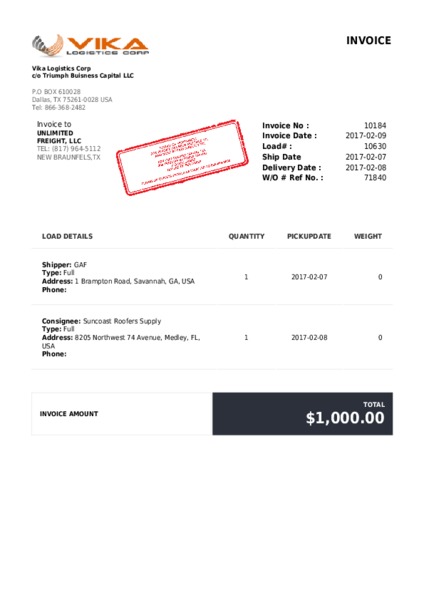 VIKA
LOGISTICS CORP
INVOICE
Vika Logistics Corp
c/o Triumph Buisness Capital LLC
P.O BOX 610028
Dallas, TX 75261-0028 USA
Tel: 866-368-2482
Invoice to
UNLIMITED
FREIGHT, LLC
TEL: (817) 964-5112
NEW BRAUNFELS,TX
Invoice No : 10184
Invoice Date : 2017-02-09
Load# : 10630
Ship Date 2017-02-07
Delivery Date : 2017-02-08
W/O # Ref No. : 71840
LOAD DETAILS QUANTITY PICKUPDATE WEIGHT
Shipper: GAF
Type: Full
Address: 1 Brampton Road, Savannah, GA, USA
Phone:
1 2017-02-07 0
Consignee: Suncoast Roofers Supply
Type: Full
Address: 8205 Northwest 74 Avenue, Medley, FL,
USA
Phone:
1 2017-02-08 0
INVOICE AMOUNT
TOTAL
$1,000.00